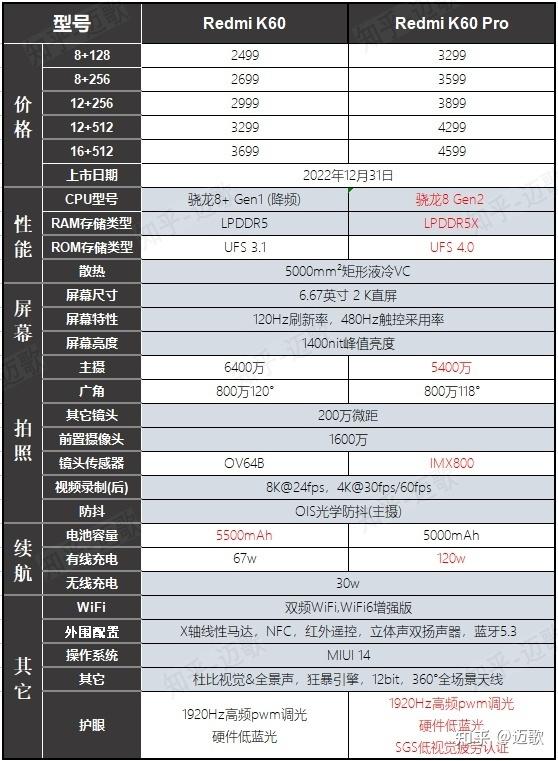 型号 Redmi K60 Redmi K60 Pro
价格
8+128 2499 3299
8+256 2699 3599
12+256 2999 3899
12+512 3299 4299
16+512 3699 4599
上市日期 2022年12月31日
性能
CPU型号 骁龙8+ Gen1 (降频) 骁龙8 Gen2
RAM存储类型 LPDDR5 LPDDR5X
ROM存储类型 UFS 3.1 UFS 4.0
散热 5000mm²矩形液冷VC
屏幕
屏幕尺寸 6.67英寸 2 K直屏
屏幕特性 120Hz刷新率，480Hz触控采用率
屏幕亮度 1400nit峰值亮度
拍照
主摄 6400万 5400万
广角 800万120° 800万118°
其它镜头 200万微距
前置摄像头 1600万
镜头传感器 OV64B IMX800
视频录制(后) 8K@24fps，4K@30fps/60fps
防抖 OIS光学防抖(主摄)
续航
电池容量 5500mAh 5000mAh
有线充电 67w 120w
无线充电 30w
其它
WiFi 双频WiFi,WiFi6增强版
外围配置 X轴线性马达，NFC，红外遥控，立体声双扬声器，蓝牙5.3
操作系统 MIUI 14
其它 杜比视觉&全景声，狂暴引擎，12bit，360°全场景天线
护眼
1920Hz高频pwm调光 1920Hz高频pwm调光
硬件低蓝光 硬件低蓝光
SGS低视觉疲劳认证
知乎 @迈歌